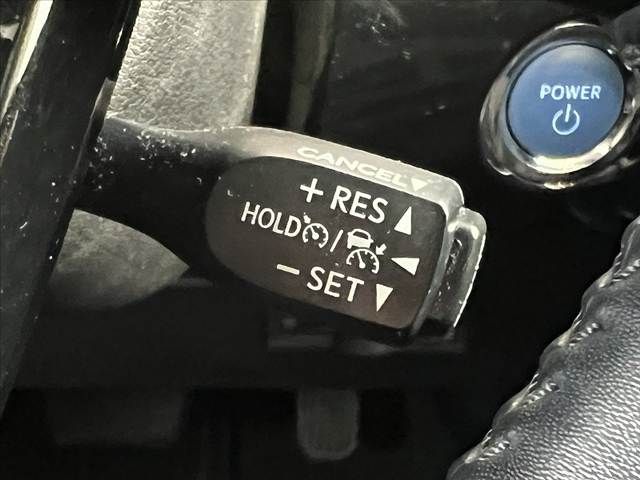 POWER
CANCEL
+ RES
HOLD /
- SET